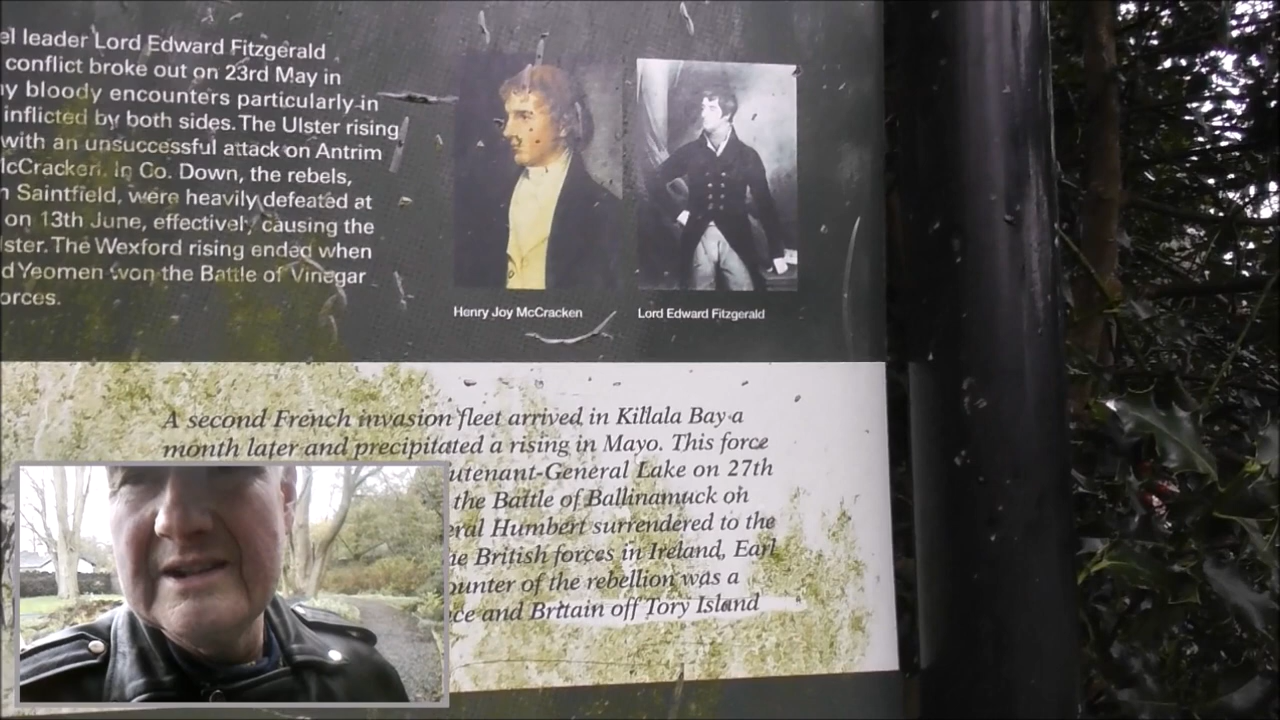 el leader Lord Edward Fitzgerald
conflict broke out on 23rd May in
y bloody encounters particularly in
inflicted by both sides. The Ulster rising
with an unsuccessful attack on Antrim
McCracken. In Co. Down, the rebels,
n Saintfield, were heavily defeated at
on 13th June, effectively causing the
lster. The Wexford rising ended when
d Yeomen won the Battle of Vinegar
orces.
Henry Joy McCracken
Lord Edward Fitzgerald
A second French invasion fleet arrived in Killala Bay a
month later and precipitated a rising in Mayo. This force
utenant-General Lake on 27th
the Battle of Ballinamuck on
eral Humbert surrendered to the
he British forces in Ireland, Earl
ounter of the rebellion was a
ce and Britain off Tory Island